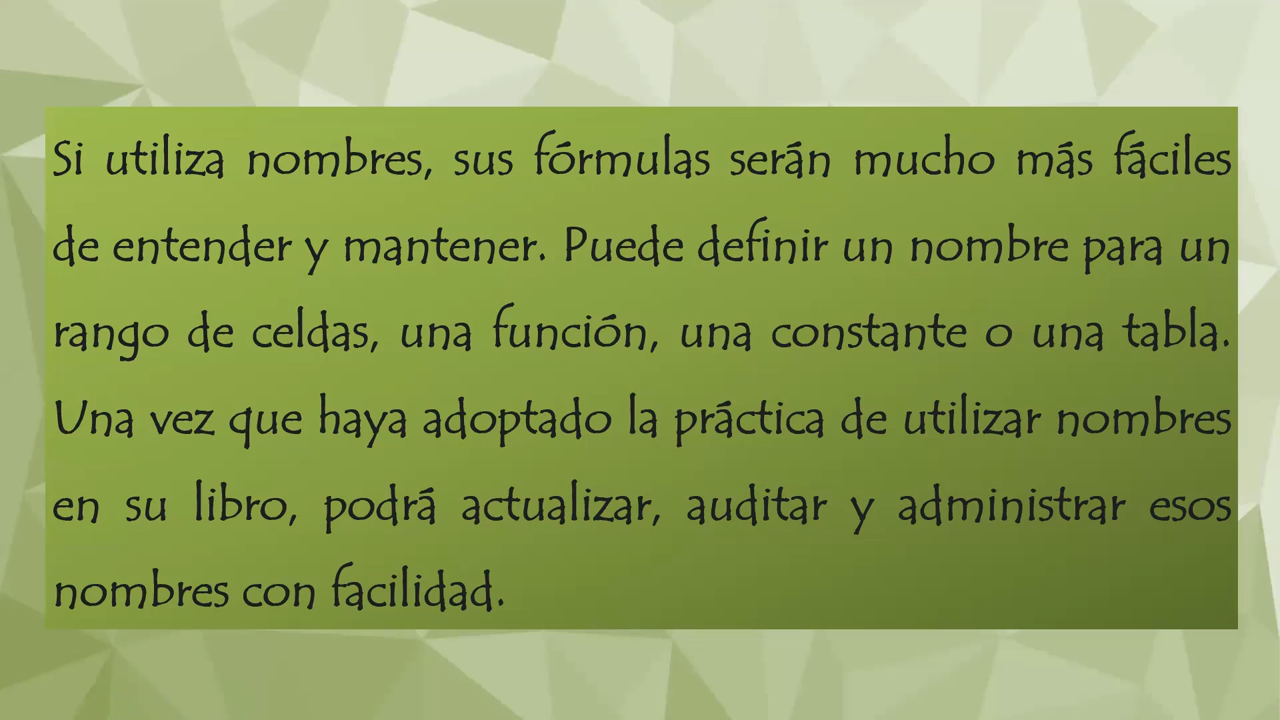 Si utiliza nombres, sus fórmulas serán mucho más fáciles
de entender y mantener. Puede definir un nombre para un
rango de celdas, una función, una constante o una tabla.
Una vez que haya adoptado la práctica de utilizar nombres
en su libro, podrá actualizar, auditar y administrar esos
nombres con facilidad.